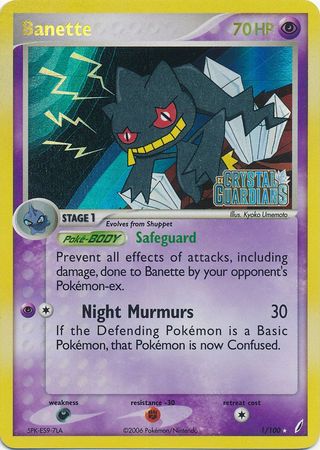 Banette
70 HP
EX
CRYSTAL
GUARDIANS
Illus. Kyoko Umemoto
STAGE 1
Evolves from Shuppet
Poké-BODY Safeguard
Prevent all effects of attacks, including
damage, done to Banette by your opponent's
Pokémon-ex.
Night Murmurs 30
If the Defending Pokémon is a Basic
Pokémon, that Pokémon is now Confused.
weakness resistance -30 retreat cost
5PK-ES9-7LA ©2006 Pokémon/Nintendo. 1/100 ★